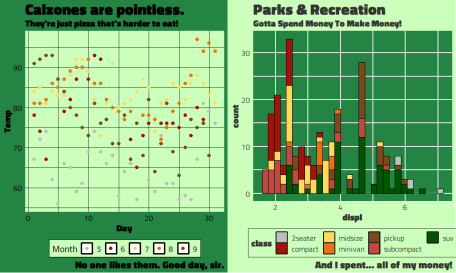 Calzones are pointless.
They're just pizza that's harder to eat!
Temp
90
80
70
60
0
10
20
30
Day
Month
5
6
7
8
9
No one likes them. Good day, sir.
Parks & Recreation
Gotta Spend Money To Make Money!
count
30
20
10
0
2
4
6
displ
class
2seater
compact
midsize
minivan
pickup
subcompact
suv
And I spent... all of my money!